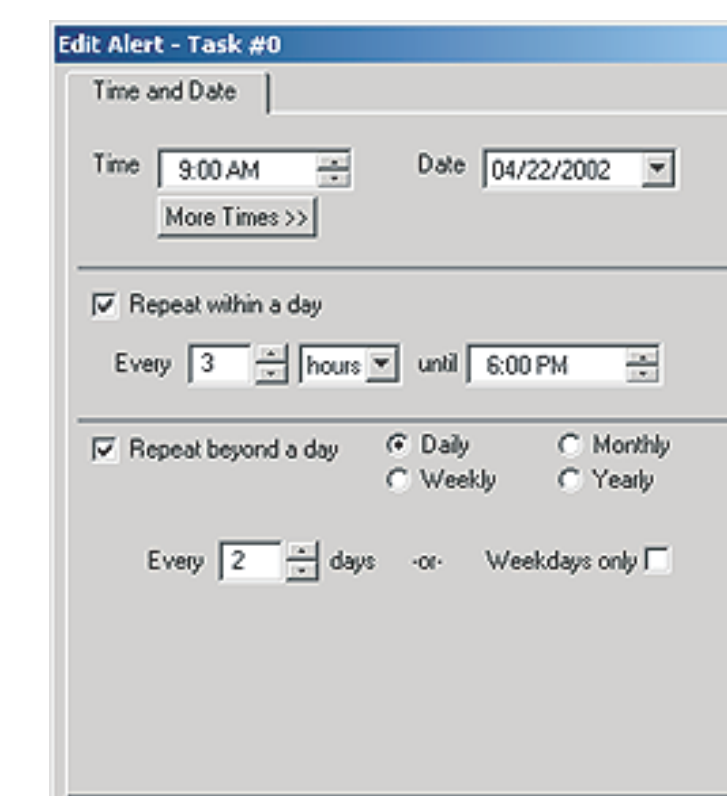 Edit Alert - Task #0
Time and Date
Time 9:00 AM Date 04/22/2002
More Times >>
Repeat within a day
Every 3 hours until 6:00 PM
Repeat beyond a day Daily Monthly
Weekly Yearly
Every 2 days -or- Weekdays only